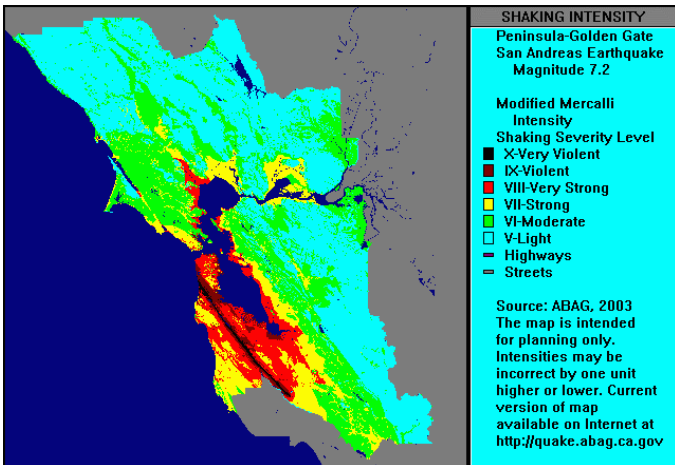 SHAKING INTENSITY
Peninsula-Golden Gate
San Andreas Earthquake
Magnitude 7.2
Modified Mercalli
Intensity
Shaking Severity Level
X-Very Violent
IX-Violent
VIII-Very Strong
VII-Strong
VI-Moderate
V-Light
Highways
Streets
Source: ABAG, 2003
The map is intended
for planning only.
Intensities may be
incorrect by one unit
higher or lower. Current
version of map
available on Internet at
http://quake.abag.ca.gov